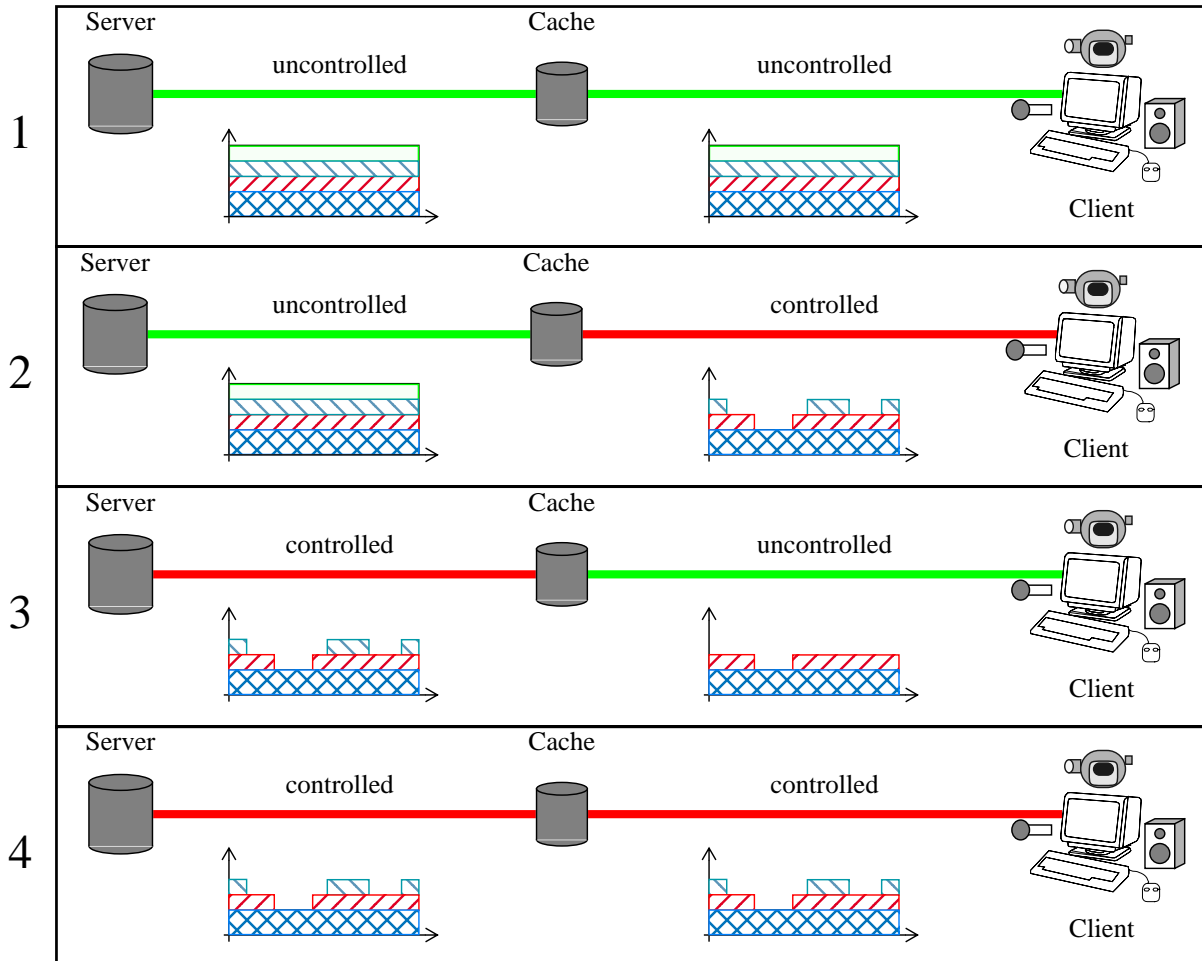 Server Cache
uncontrolled uncontrolled
1
Client
Server Cache
uncontrolled controlled
2
Client
Server Cache
controlled uncontrolled
3
Client
Server Cache
controlled controlled
4
Client